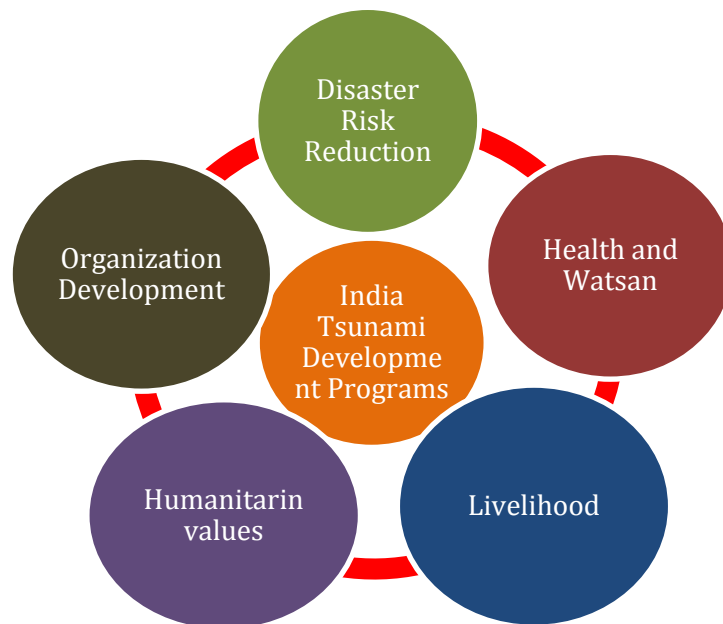 Disaster
Risk
Reduction
Health and
Watsan
Livelihood
Humanitarin
values
Organization
Development
India
Tsunami
Developme
nt Programs